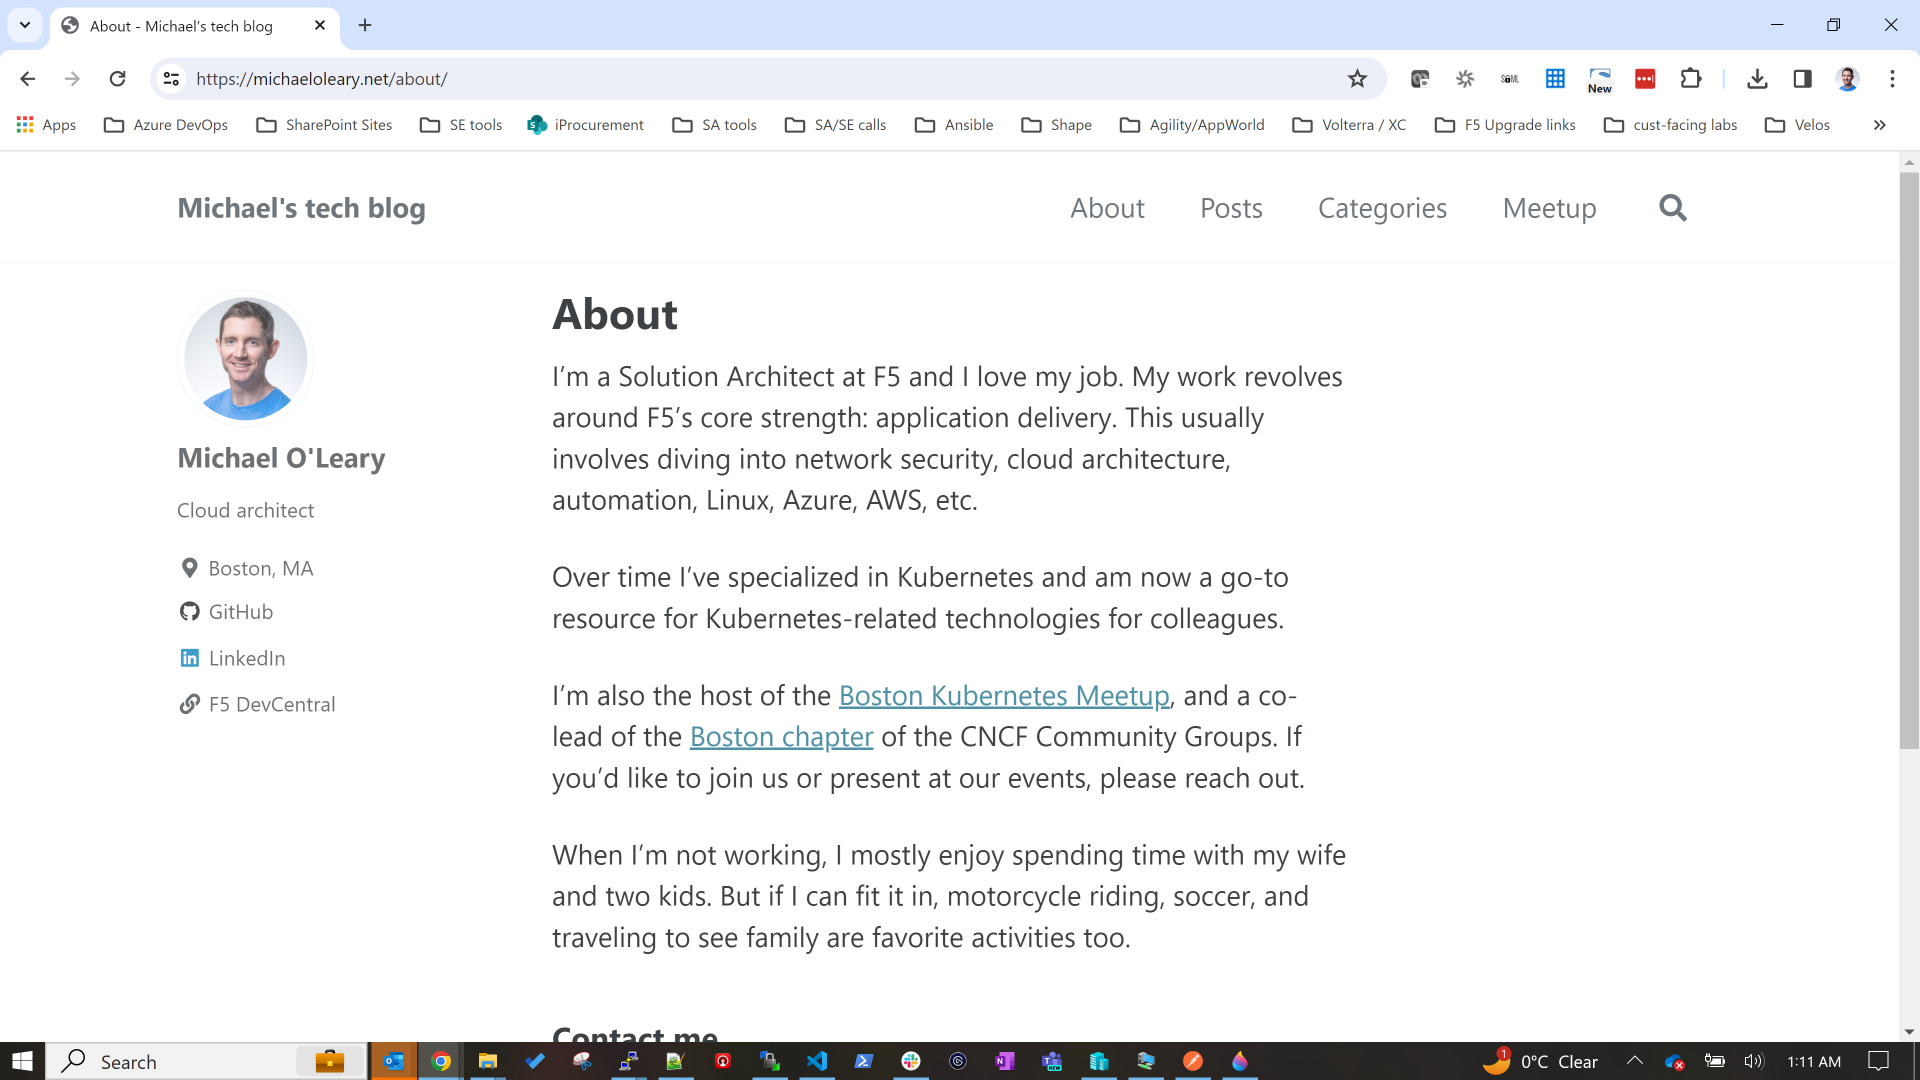 About - Michael's tech blog
https://michaeloleary.net/about/
SAML
New
Apps
Azure DevOps
SharePoint Sites
SE tools
iProcurement
SA tools
SA/SE calls
Ansible
Shape
Agility/AppWorld
Volterra / XC
F5 Upgrade links
cust-facing labs
Velos
Michael's tech blog
About
Posts
Categories
Meetup
Michael O'Leary
Cloud architect
Boston, MA
GitHub
LinkedIn
F5 DevCentral
About
I’m a Solution Architect at F5 and I love my job. My work revolves
around F5’s core strength: application delivery. This usually
involves diving into network security, cloud architecture,
automation, Linux, Azure, AWS, etc.
Over time I’ve specialized in Kubernetes and am now a go-to
resource for Kubernetes-related technologies for colleagues.
I’m also the host of the Boston Kubernetes Meetup, and a co-
lead of the Boston chapter of the CNCF Community Groups. If
you’d like to join us or present at our events, please reach out.
When I’m not working, I mostly enjoy spending time with my wife
and two kids. But if I can fit it in, motorcycle riding, soccer, and
traveling to see family are favorite activities too.
Contact me
Search
1
0°C Clear
1:11 AM